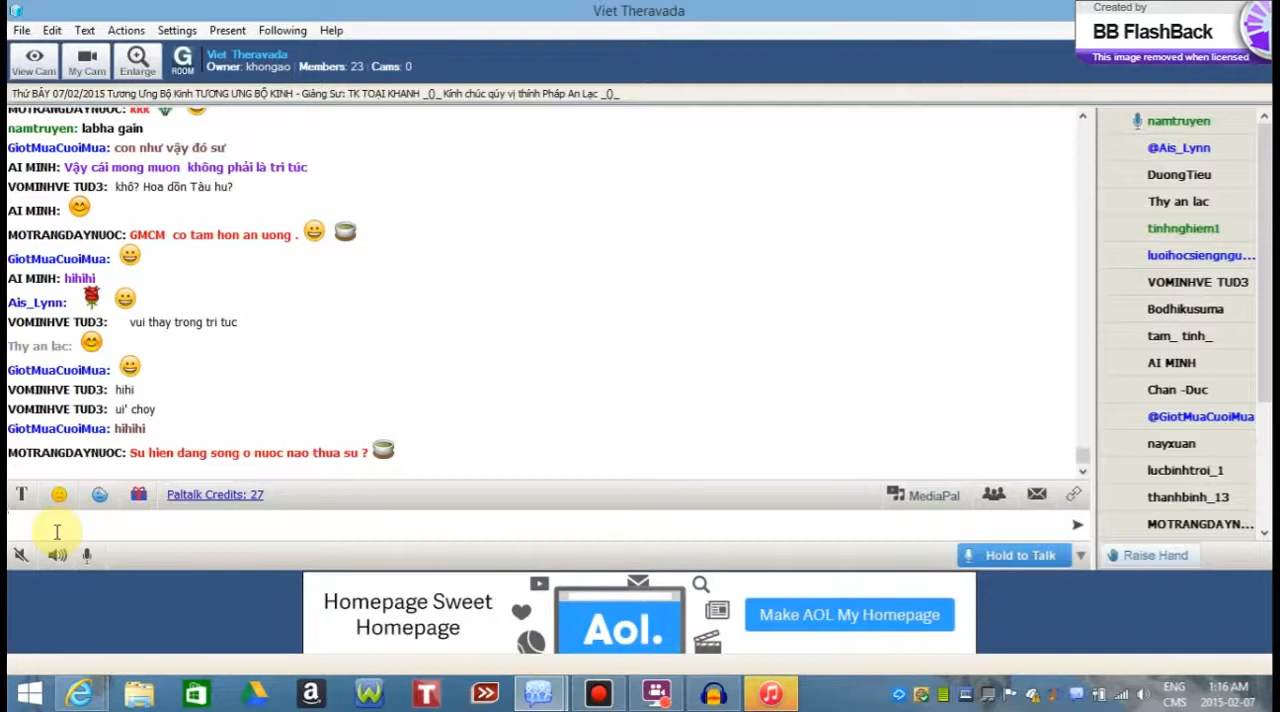 Viet Theravada
Created by
BB FlashBack
This image removed when licensed
File Edit Text Actions Settings Present Following Help
View Cam My Cam Enlarge G ROOM
Viet Theravada
Owner: khongao Members: 23 Cams: 0
Thứ BẢY 07/02/2015 Tương Ưng Bộ Kinh TƯƠNG ƯNG BỘ KINH - Giảng Sư: TK TOẠI KHANH _()_ Kính chúc qúy vị thính Pháp An Lạc _()_
MOTRANGDAYNUOC: kkk
namtruyen: labha gain
GiotMuaCuoiMua: con như vậy đó sư
AI MINH: Vậy cái mong muon không phải là tri túc
VOMINHVE TUD3: khô? Hoa dồn Tàu hu?
AI MINH:
MOTRANGDAYNUOC: GMCM co tam hon an uong .
GiotMuaCuoiMua:
AI MINH: hihihi
Ais_Lynn:
VOMINHVE TUD3: vui thay trong tri tuc
Thy an lac:
GiotMuaCuoiMua:
VOMINHVE TUD3: hihi
VOMINHVE TUD3: ui' choy
GiotMuaCuoiMua: hihihi
MOTRANGDAYNUOC: Su hien dang song o nuoc nao thua su ?
namtruyen
@Ais_Lynn
DuongTieu
Thy an lac
tinhnghiem1
luoihocsiengngu...
VOMINHVE TUD3
Bodhikusuma
tam_ tinh_
AI MINH
Chan -Duc
@GiotMuaCuoiMua
nayxuan
lucbinhtroi_1
thanhbinh_13
MOTRANGDAYN...
T Paltalk Credits: 27 MediaPal
Hold to Talk Raise Hand
Homepage Sweet
Homepage
Aol.
Make AOL My Homepage
ENG 1:16 AM
CMS 2015-02-07